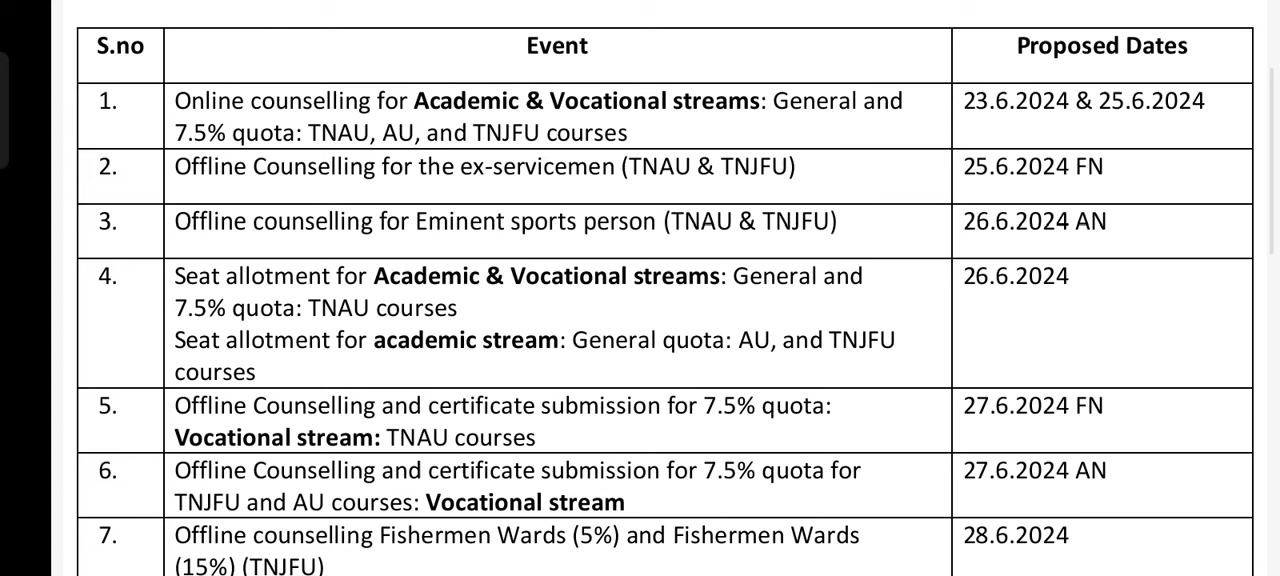 S.no Event Proposed Dates
1. Online counselling for Academic & Vocational streams: General and 23.6.2024 & 25.6.2024
7.5% quota: TNAU, AU, and TNJFU courses
2. Offline Counselling for the ex-servicemen (TNAU & TNJFU) 25.6.2024 FN
3. Offline counselling for Eminent sports person (TNAU & TNJFU) 26.6.2024 AN
4. Seat allotment for Academic & Vocational streams: General and 26.6.2024
7.5% quota: TNAU courses
Seat allotment for academic stream: General quota: AU, and TNJFU
courses
5. Offline Counselling and certificate submission for 7.5% quota: 27.6.2024 FN
Vocational stream: TNAU courses
6. Offline Counselling and certificate submission for 7.5% quota for 27.6.2024 AN
TNJFU and AU courses: Vocational stream
7. Offline counselling Fishermen Wards (5%) and Fishermen Wards 28.6.2024
(15%) (TNJFU)